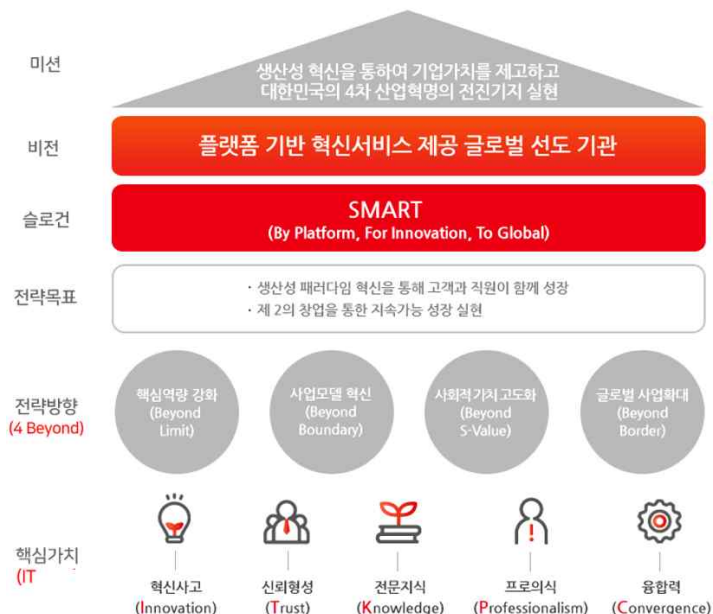 미션
생산성 혁신을 통하여 기업가치를 제고하고
대한민국의 4차 산업혁명의 전진기지 실현
비전
플랫폼 기반 혁신서비스 제공 글로벌 선도 기관
슬로건
SMART
(By Platform, For Innovation, To Global)
전략목표
· 생산성 패러다임 혁신을 통해 고객과 직원이 함께 성장
· 제 2의 창업을 통한 지속가능 성장 실현
전략방향
(4 Beyond)
핵심역량 강화
(Beyond
Limit)
사업모델 혁신
(Beyond
Boundary)
사회적 가치 고도화
(Beyond
S-Value)
글로벌 사업확대
(Beyond
Border)
핵심가치
(IT
혁신사고
(Innovation)
신뢰형성
(Trust)
전문지식
(Knowledge)
프로의식
(Professionalism)
융합력
(Convergence)